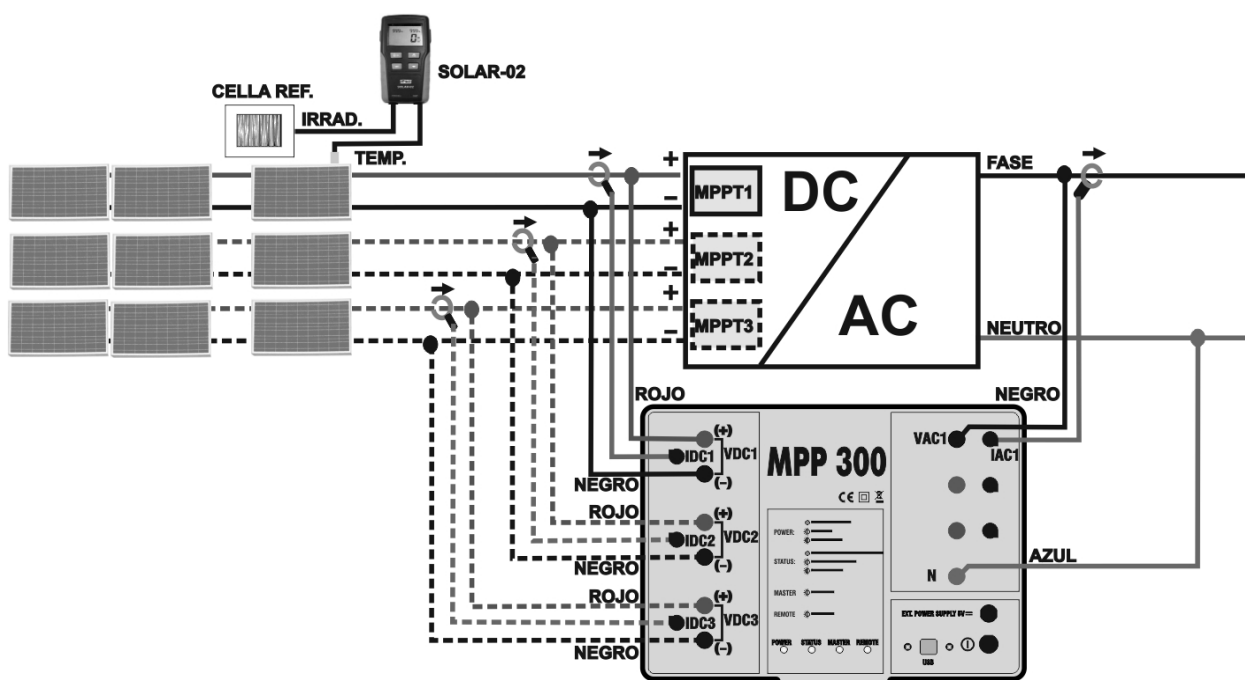 SOLAR-02
CELLA REF.
IRRAD.
TEMP.
+
MPPT1
−
+
MPPT2
−
+
MPPT3
−
DC
AC
FASE
NEUTRO
ROJO
NEGRO
NEGRO
ROJO
NEGRO
ROJO
NEGRO
AZUL
(+)
IDC1
VDC1
(−)
(+)
IDC2
VDC2
(−)
(+)
IDC3
VDC3
(−)
MPP 300
CE
POWER:
STATUS:
MASTER
REMOTE
POWER STATUS MASTER REMOTE
VAC1
IAC1
N
EXT. POWER SUPPLY 5V
USB